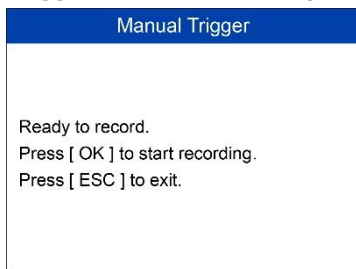 Manual Trigger
Ready to record.
Press [ OK ] to start recording.
Press [ ESC ] to exit.